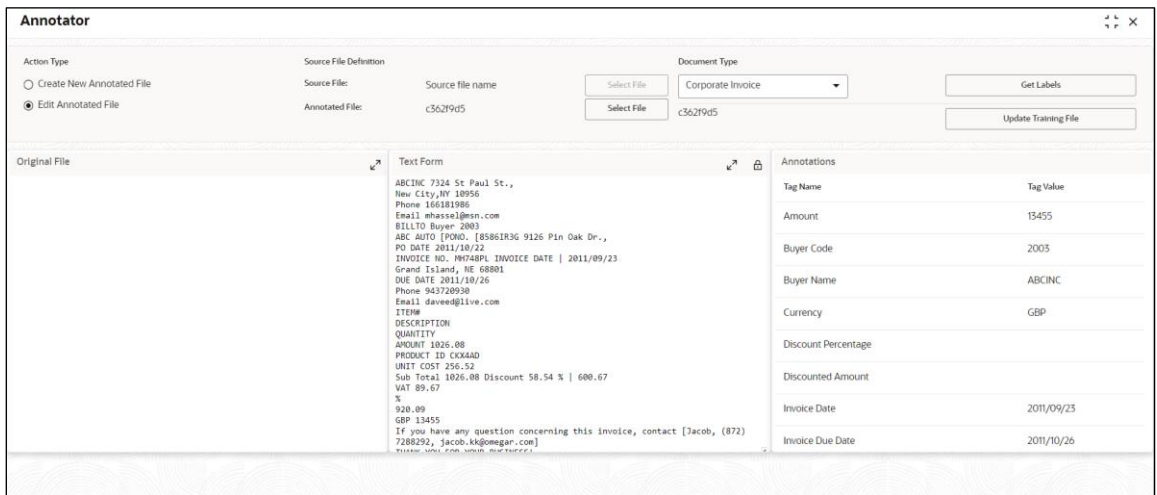 Annotator
Action Type
Source File Definition
Document Type
Create New Annotated File
Source File:
Source file name
Select File
Corporate Invoice
Get Labels
Edit Annotated File
Annotated File:
c362f9d5
Select File
c362f9d5
Update Training File
Original File
Text Form
ABCINC 7324 St Paul St.,
New City,NY 10956
Phone 166181986
Email mhassel@msn.com
BILLTO Buyer 2003
ABC AUTO [PONO. [8586IR3G 9126 Pin Oak Dr.,
PO DATE 2011/10/22
INVOICE NO. MH748PL INVOICE DATE | 2011/09/23
Grand Island, NE 68801
DUE DATE 2011/10/26
Phone 943720930
Email daveed@live.com
ITEM#
DESCRIPTION
QUANTITY
AMOUNT 1026.08
PRODUCT ID CKX4AD
UNIT COST 256.52
Sub Total 1026.08 Discount 58.54 % | 600.67
VAT 89.67
%
920.09
GBP 13455
If you have any question concerning this invoice, contact [Jacob, (872)
7288292, jacob.kk@omegar.com]
THANK YOU FOR YOUR BUSINESS!
Annotations
Tag Name Tag Value
Amount 13455
Buyer Code 2003
Buyer Name ABCINC
Currency GBP
Discount Percentage
Discounted Amount
Invoice Date 2011/09/23
Invoice Due Date 2011/10/26